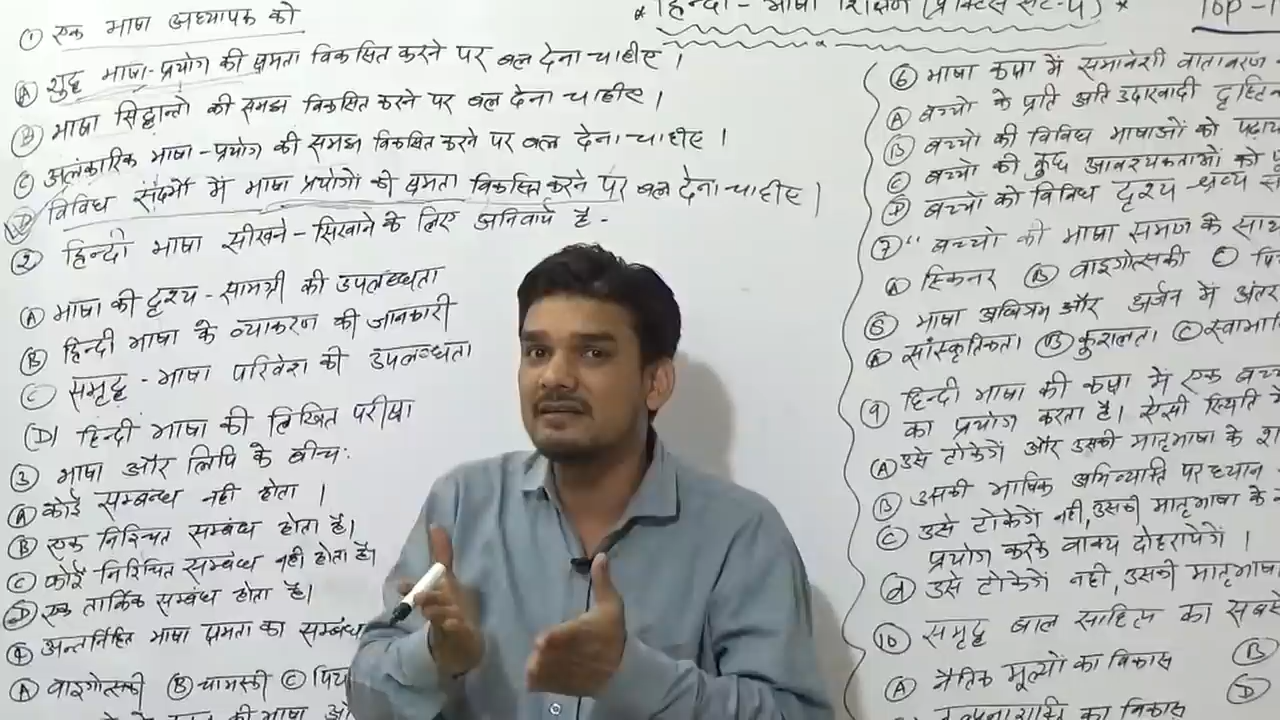 * हिन्दी - भाषा शिक्षण (प्रैक्टिस सेट-4) *
Top-1
① एक भाषा अध्यापक को
Ⓐ शुद्ध भाषा-प्रयोग की क्षमता विकसित करने पर बल देना चाहीए ।
Ⓑ भाषा सिद्धान्तो की समझ विकसित करने पर बल देना चाहीए ।
Ⓒ अलंकारिक भाषा-प्रयोग की समझ विकसित करने पर बल देना-चाहीए ।
Ⓓ विविध संदर्भो में भाषा प्रयोगों की क्षमता विकसित करने पर बल देना-चाहीए ।
② हिन्दी भाषा सीखने-सिखाने के लिए अनिवार्य है -
Ⓐ भाषा की दृश्य-सामग्री की उपलब्धता
Ⓑ हिन्दी भाषा के व्याकरण की जानकारी
Ⓒ समृद्ध-भाषा परिवेश की उपलब्धता
(D) हिन्दी भाषा की लिखित परीक्षा
③ भाषा और लिपि के बीच:
Ⓐ कोई सम्बन्ध नही होता ।
Ⓑ एक निश्चित सम्बंध होता है।
Ⓒ कोई निश्चित सम्बंध नही होता है।
Ⓓ एक तार्किक सम्बंध होता है।
④ अन्तर्निहित भाषा क्षमता का सम्बंध
Ⓐ वाइगोत्स्की Ⓑ चामस्की Ⓒ पिय
की भाषा औ
⑥ भाषा कक्षा में समावेशी वातावरण
Ⓐ बच्चो के प्रति अति उदारवादी दृष्टि
Ⓑ बच्चो की विविध भाषाओं को पढ़ा
Ⓒ बच्चो की कुछ आवश्यकताओं को
Ⓓ बच्चो को विविध दृश्य-श्रव्य स
⑦ "बच्चो की भाषा समाज के साथ
Ⓐ स्किनर Ⓑ वाइगोत्सकी Ⓒ पि
⑧ भाषा अधिगम और अर्जन में अंतर
Ⓐ सांस्कृतिकता Ⓑ कुशलता Ⓒ स्वाभावि
⑨ हिन्दी भाषा की कक्षा में एक बच्
का प्रयोग करता है। ऐसी स्थिति मे
Ⓐ उसे टोकेगें और उसकी मातृभाषा के श
Ⓑ उसकी भाषिक अभिव्यक्ति पर ध्यान
Ⓒ उसे टोकेगें नही, उसकी मातृभाषा के
प्रयोग करके वाक्य दोहरायेगें ।
ⓓ उसे टोकेगें नही, उसकी मातृभाषा
⑩ समृद्ध बाल साहित्य का सबसे
Ⓐ नैतिक मूल्यों का विकास Ⓑ
कल्पनाशक्ति का विकास Ⓓ